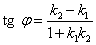 tg φ = (k₂ − k₁) / (1 + k₁k₂)